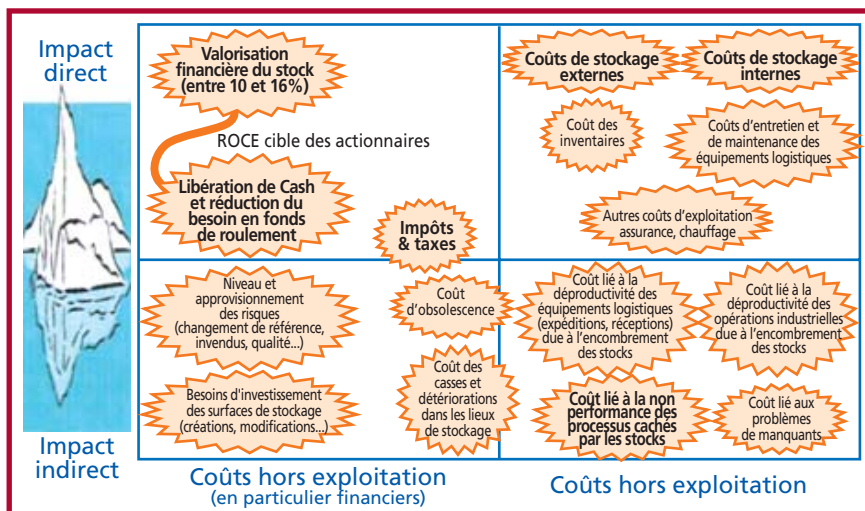 Impact
direct
Valorisation
financière du stock
(entre 10 et 16%)
ROCE cible des actionnaires
Libération de Cash
et réduction du
besoin en fonds
de roulement
Impôts
& taxes
Coûts de stockage
externes
Coûts de stockage
internes
Coût des
inventaires
Coûts d'entretien et
de maintenance des
équipements logistiques
Autres coûts d'exploitation
assurance, chauffage
Niveau et
approvisionnement
des risques
(changement de référence,
invendus, qualité...)
Coût
d'obsolescence
Besoins d'investissement
des surfaces de stockage
(créations, modifications...)
Coût des
casses et
détériorations
dans les lieux
de stockage
Coût lié à la
déproductivité des
équipements logistiques
(expéditions, réceptions)
due à l'encombrement
des stocks
Coût lié à la
déproductivité des
opérations industrielles
due à l'encombrement
des stocks
Coût lié à la non
performance des
processus cachés
par les stocks
Coût lié aux
problèmes
de manquants
Impact
indirect
Coûts hors exploitation
(en particulier financiers)
Coûts hors exploitation